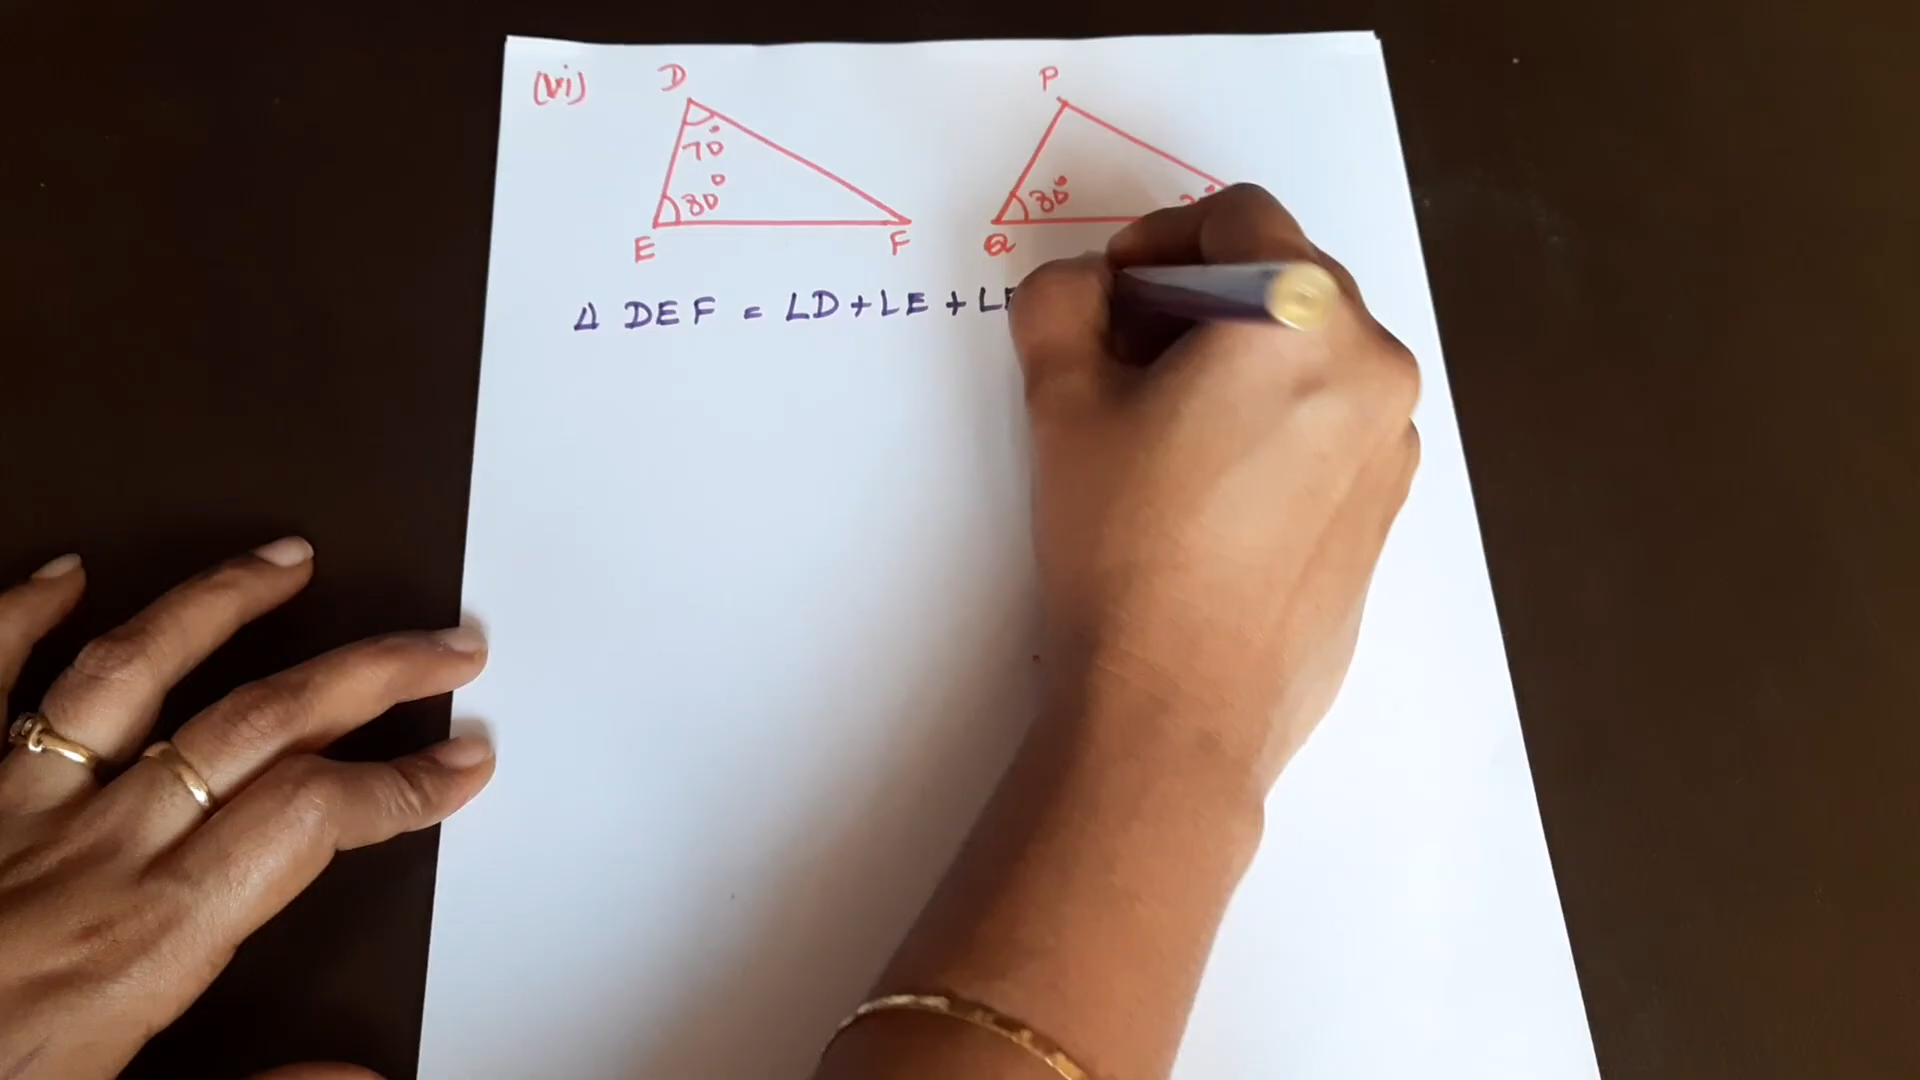 (vi) D P
70°
80° 80°
E F Q
Δ DEF = ∠D + ∠E + ∠